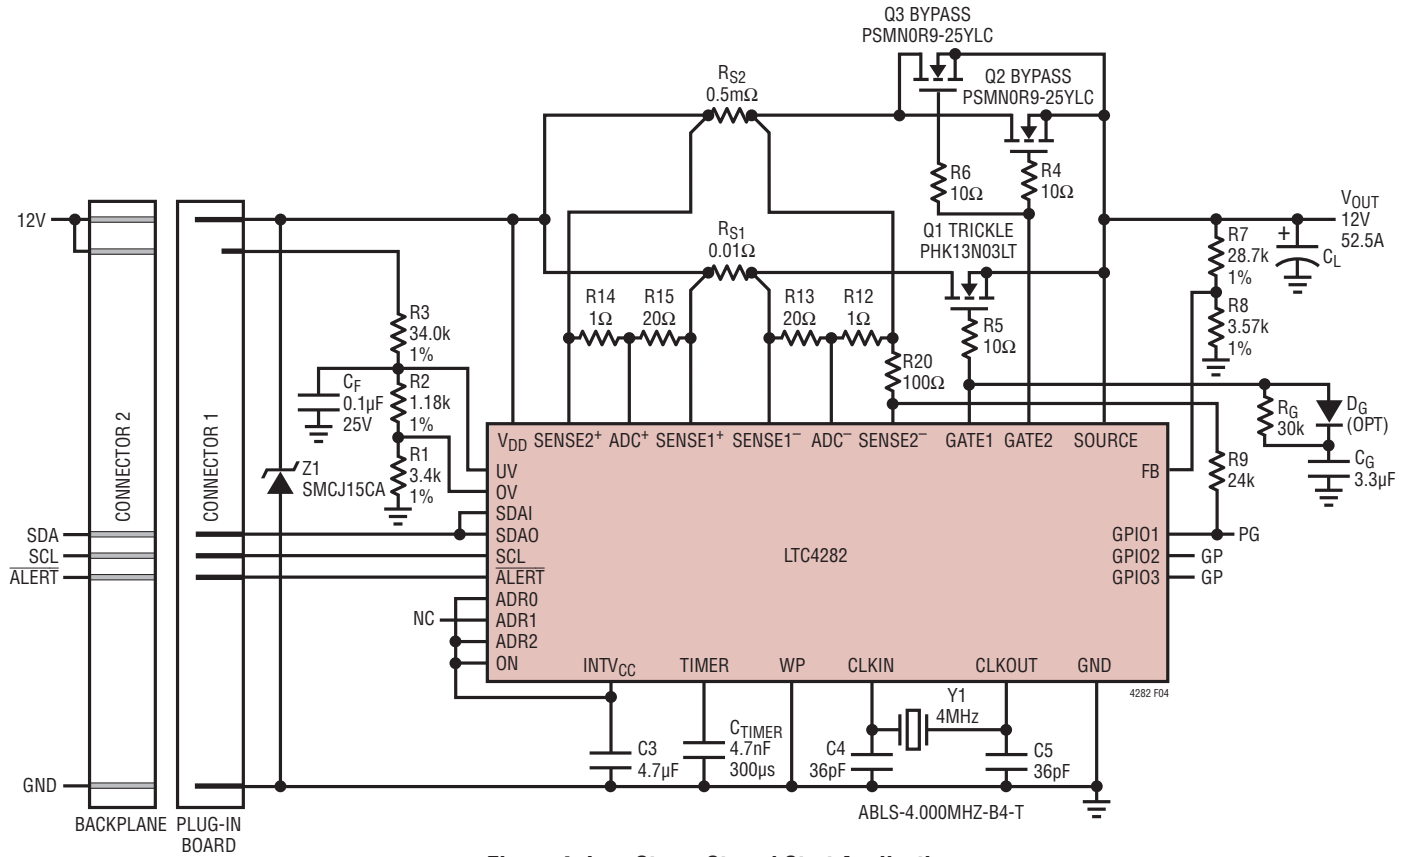 Q3 BYPASS
PSMN0R9-25YLC
Q2 BYPASS
PSMN0R9-25YLC
RS2
0.5mΩ
R6
10Ω
R4
10Ω
12V
RS1
0.01Ω
Q1 TRICKLE
PHK13N03LT
VOUT
12V
52.5A
R7
28.7k
1%
+
CL
R14
1Ω
R15
20Ω
R13
20Ω
R12
1Ω
R5
10Ω
R8
3.57k
1%
R3
34.0k
1%
R20
100Ω
CF
0.1µF
25V
R2
1.18k
1%
RG
30k
DG
(OPT)
CONNECTOR 2
CONNECTOR 1
VDD
SENSE2+
ADC+
SENSE1+
SENSE1−
ADC−
SENSE2−
GATE1
GATE2
SOURCE
Z1
SMCJ15CA
R1
3.4k
1%
UV
OV
FB
R9
24k
CG
3.3µF
SDA
SCL
ALERT
SDAI
SDAO
SCL
ALERT
LTC4282
GPIO1
GPIO2
GPIO3
PG
GP
GP
NC
ADR0
ADR1
ADR2
ON
INTVCC
TIMER
WP
CLKIN
CLKOUT
GND
4282 F04
Y1
4MHz
C3
4.7µF
CTIMER
4.7nF
300µs
C4
36pF
C5
36pF
GND
ABLS-4.000MHZ-B4-T
BACKPLANE
PLUG-IN
BOARD